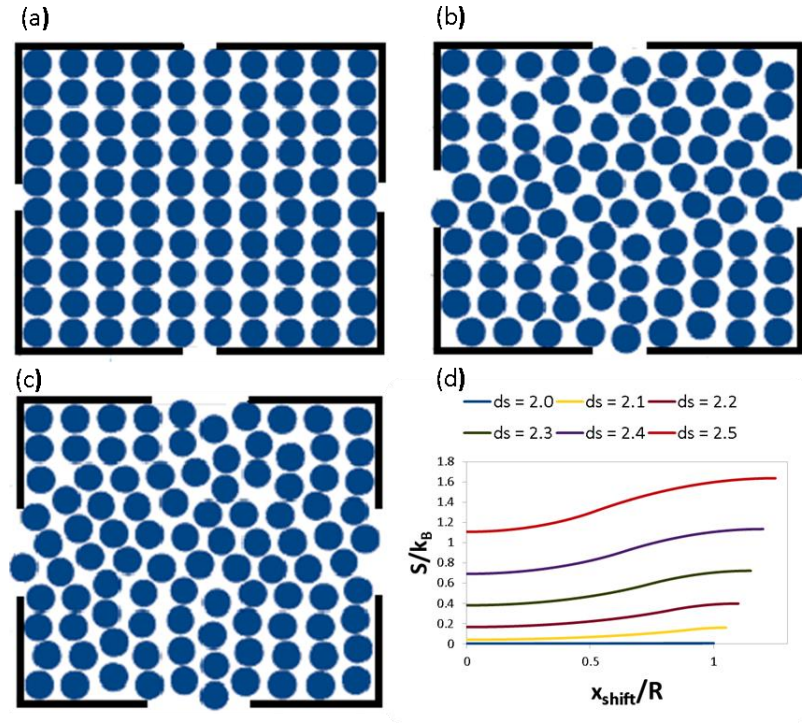 (a)
(b)
(c)
(d)
ds = 2.0 ds = 2.1 ds = 2.2
ds = 2.3 ds = 2.4 ds = 2.5
1.8
1.6
1.4
1.2
1
0.8
0.6
0.4
0.2
0
S/kB
0 0.5 1
xshift/R